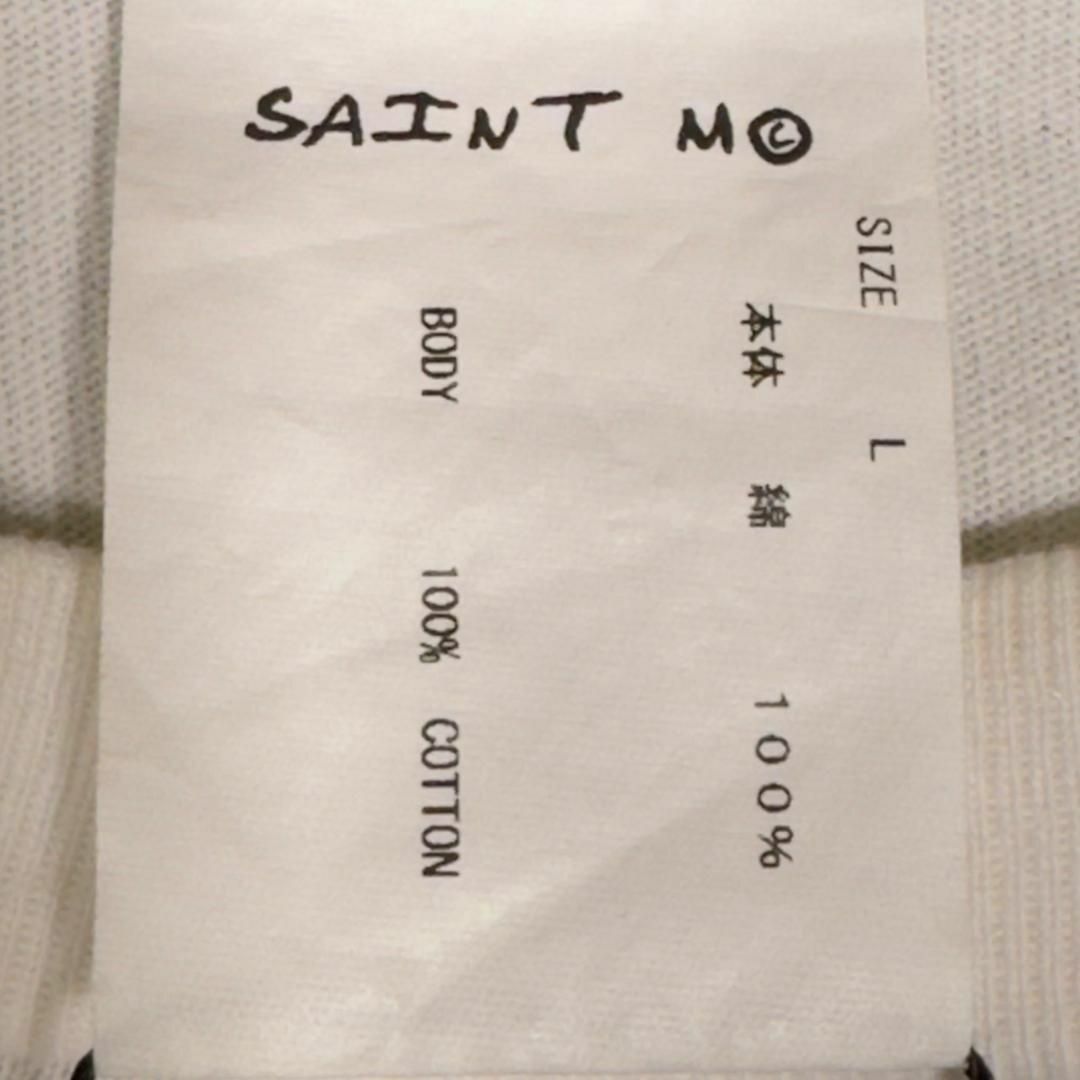 SAINT M©
SIZE L
本体 綿 100%
BODY 100% COTTON